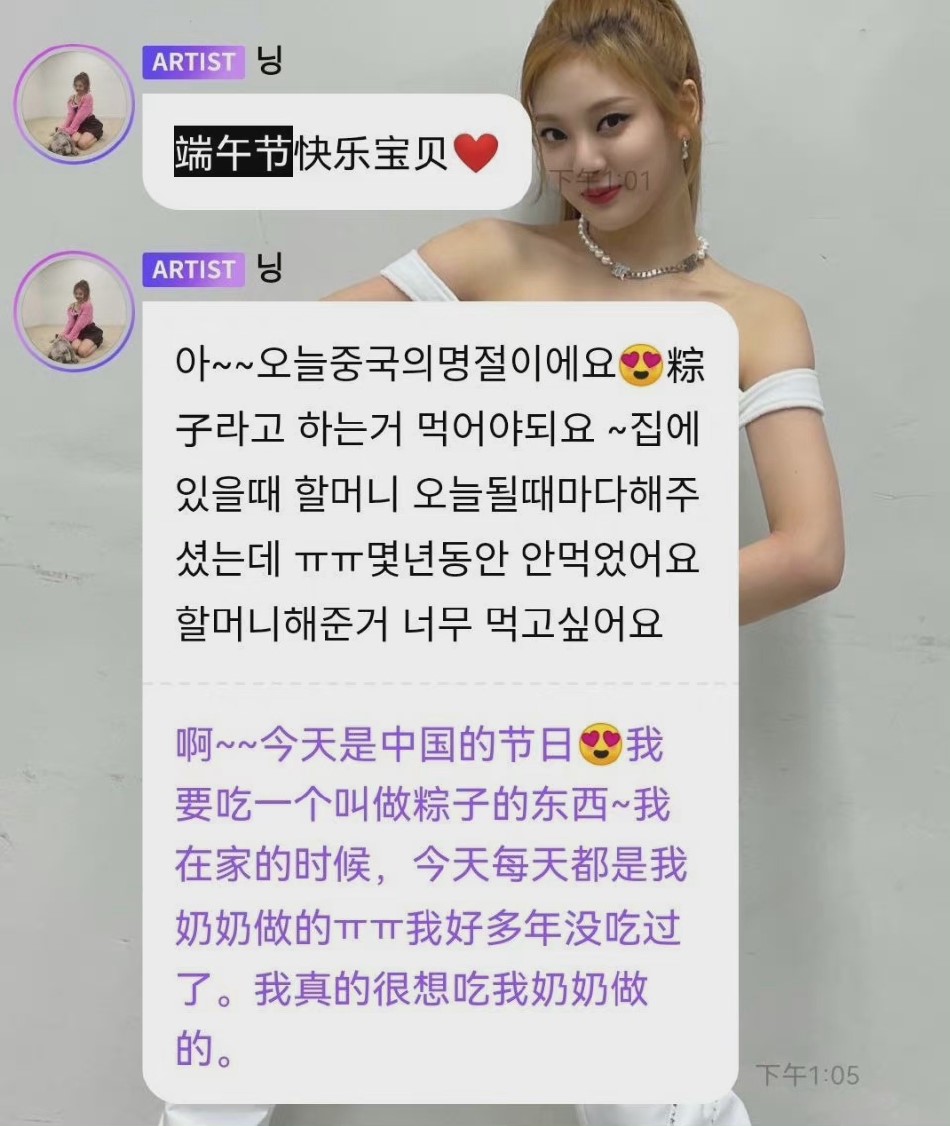 ARTIST 닝
端午节快乐宝贝❤️
下午1:01
ARTIST 닝
아~~오늘중국의명절이에요😍粽
子라고 하는거 먹어야되요 ~집에
있을때 할머니 오늘될때마다해주
셨는데 ㅠㅠ몇년동안 안먹었어요
할머니해준거 너무 먹고싶어요
啊~~今天是中国的节日😍我
要吃一个叫做粽子的东西~我
在家的时候，今天每天都是我
奶奶做的ㅠㅠ我好多年没吃过
了。我真的很想吃我奶奶做
的。
下午1:05